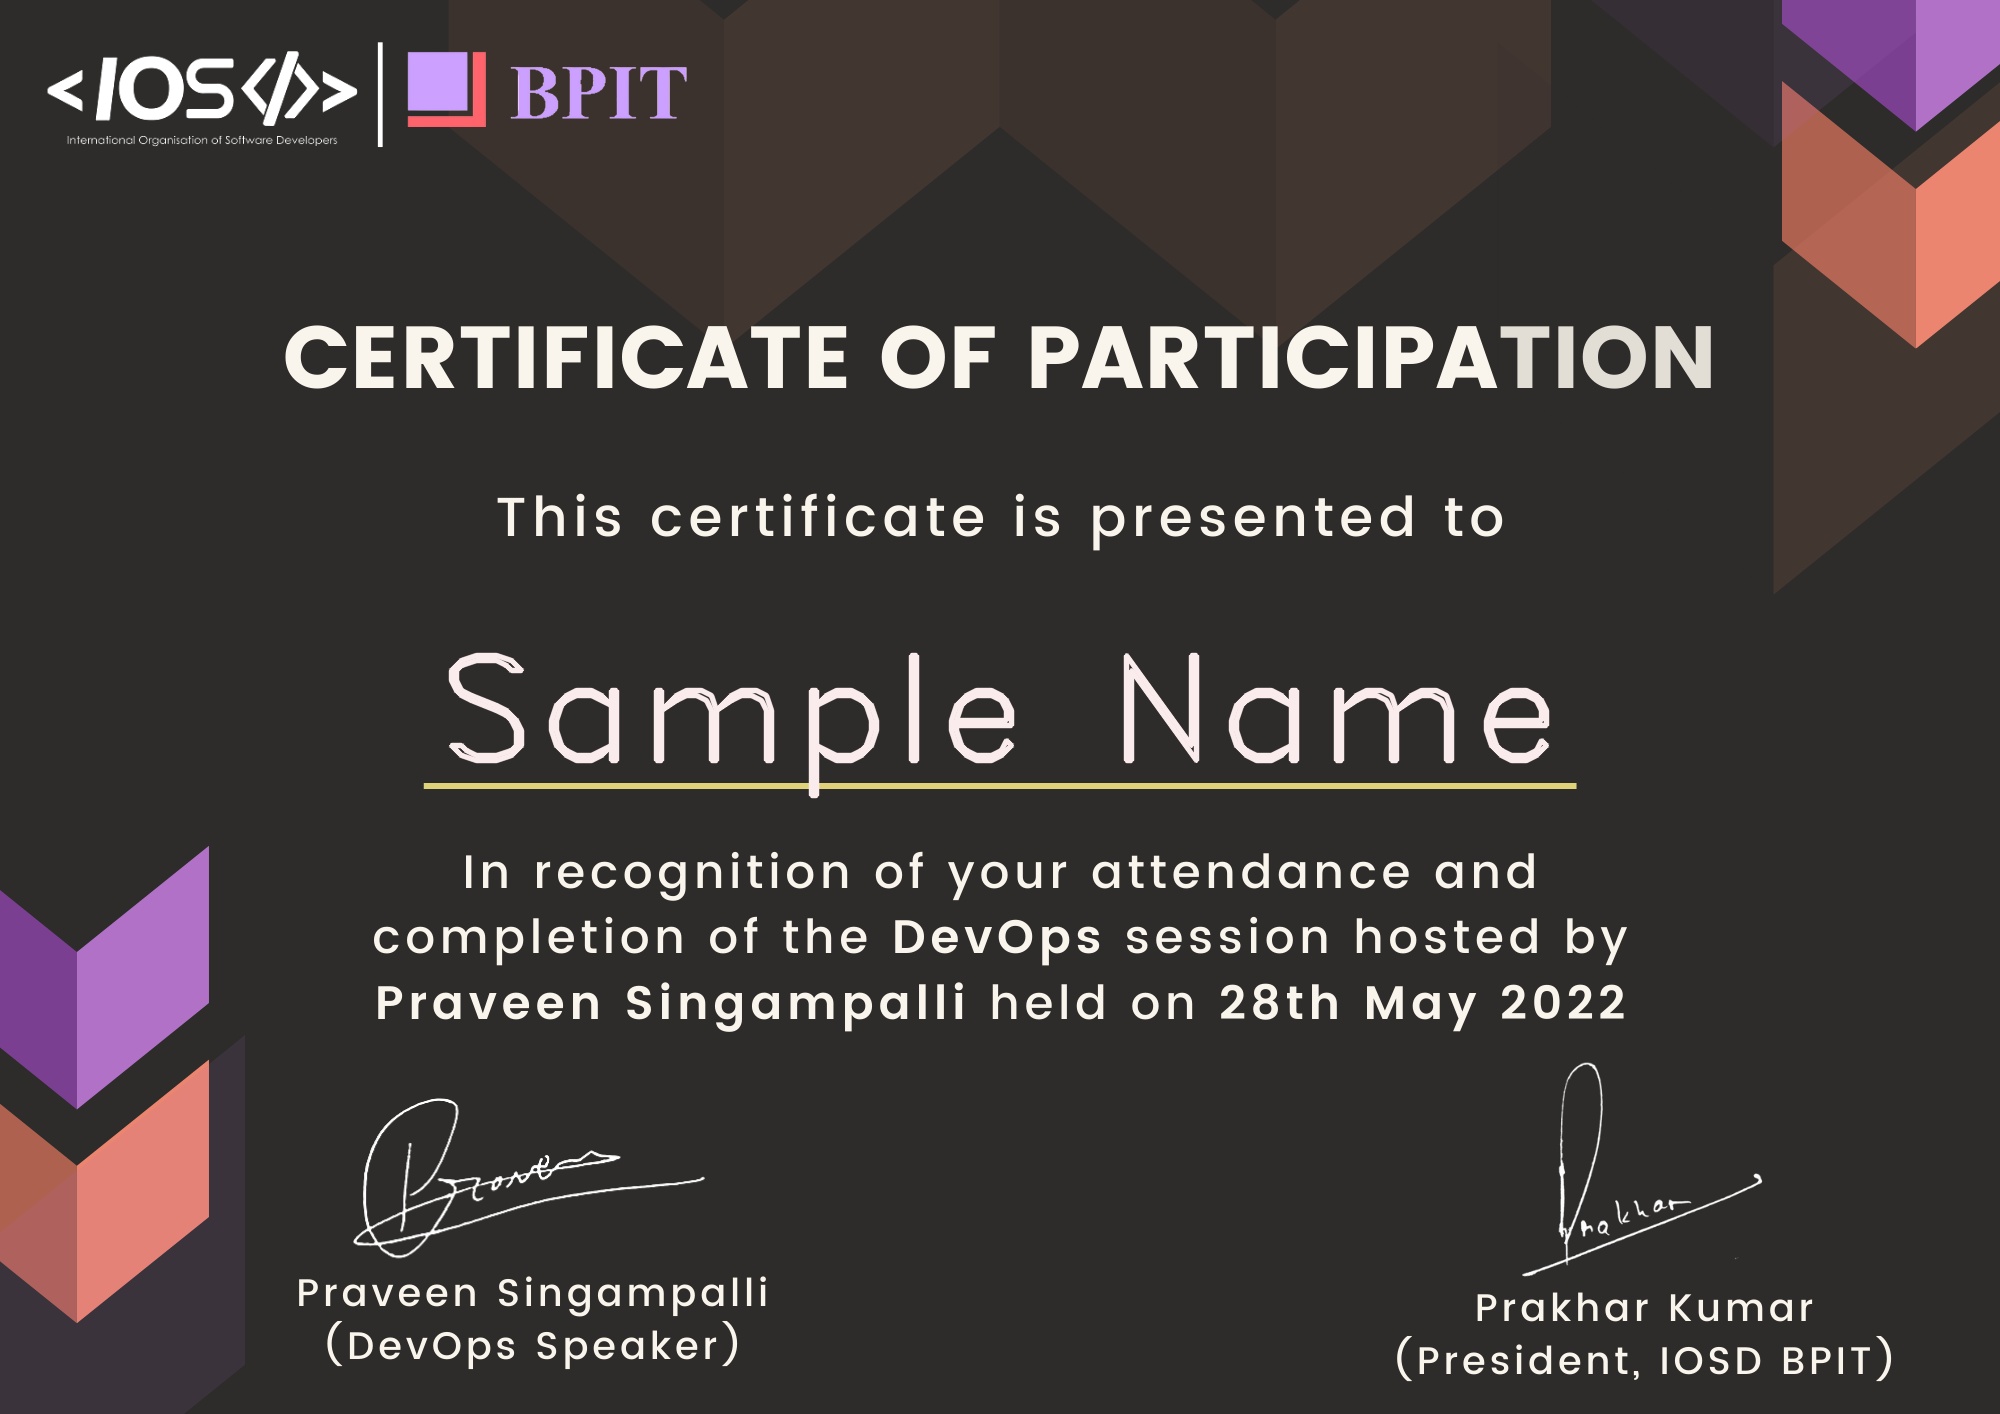 <IOS</>>
International Organisation of Software Developers
BPIT
CERTIFICATE OF PARTICIPATION
This certificate is presented to
Sample Name
In recognition of your attendance and
completion of the DevOps session hosted by
Praveen Singampalli held on 28th May 2022
Praveen
Praveen Singampalli
(DevOps Speaker)
Prakhar
Prakhar Kumar
(President, IOSD BPIT)